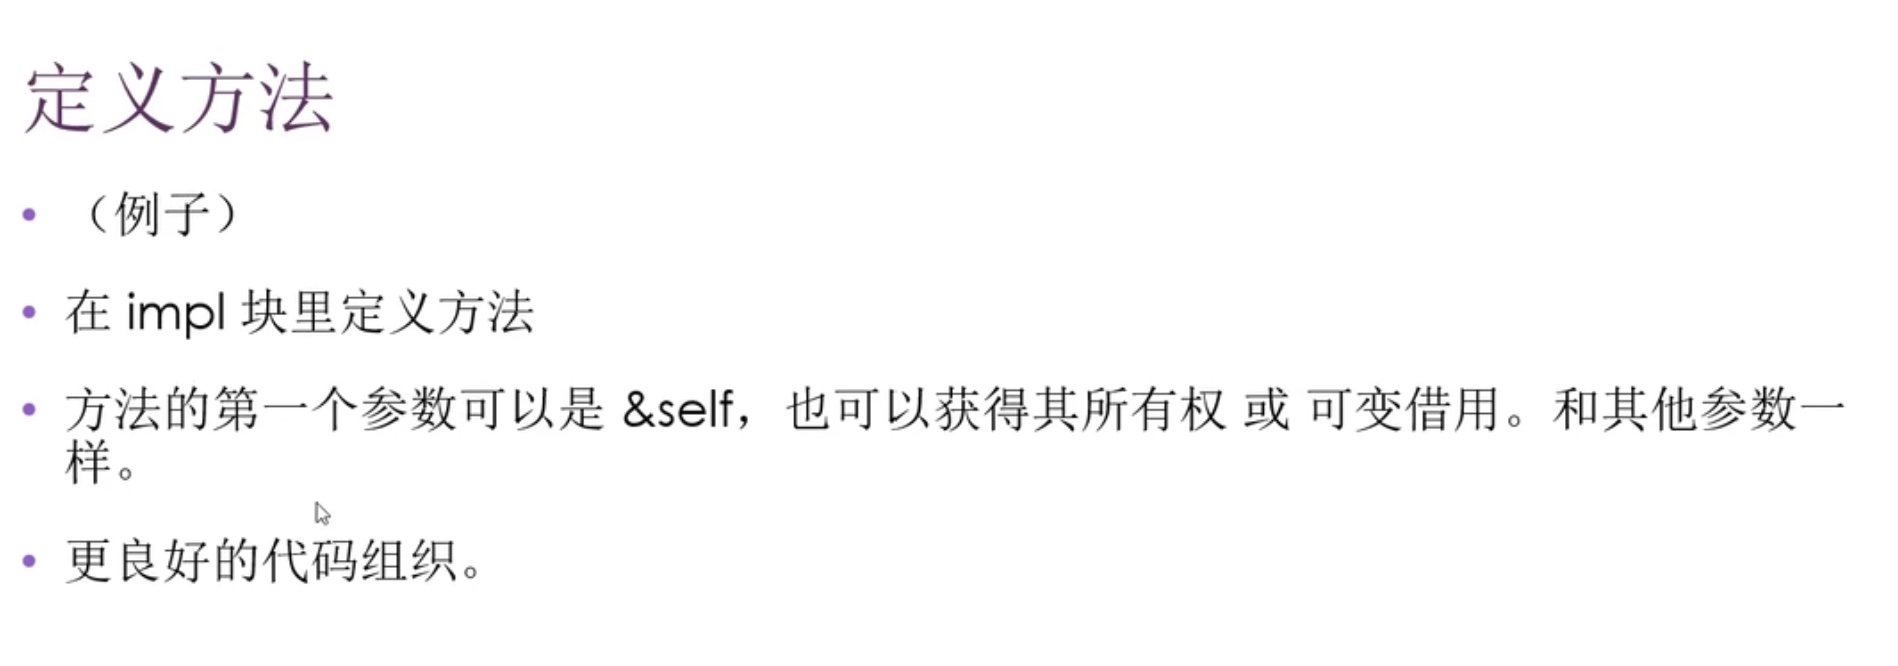 定义方法
• （例子）
• 在 impl 块里定义方法
• 方法的第一个参数可以是 &self，也可以获得其所有权 或 可变借用。和其他参数一
样。
• 更良好的代码组织。